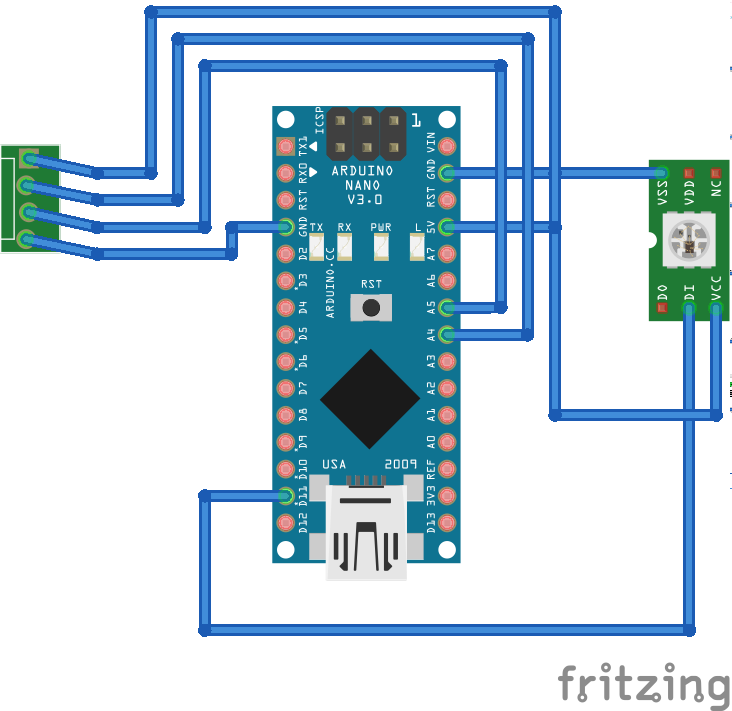 ICSP
1
ARDUINO
NANO
V3.0
TX1
RX0
RST
GND
D2
D3
D4
D5
D6
D7
D8
D9
D10
D11
D12
VIN
GND
RST
5V
A7
A6
A5
A4
A3
A2
A1
A0
REF
3V3
D13
TX
RX
PWR
L
ARDUINO.CC
RST
USA
2009
VSS
VDD
NC
DO
DI
VCC
fritzing